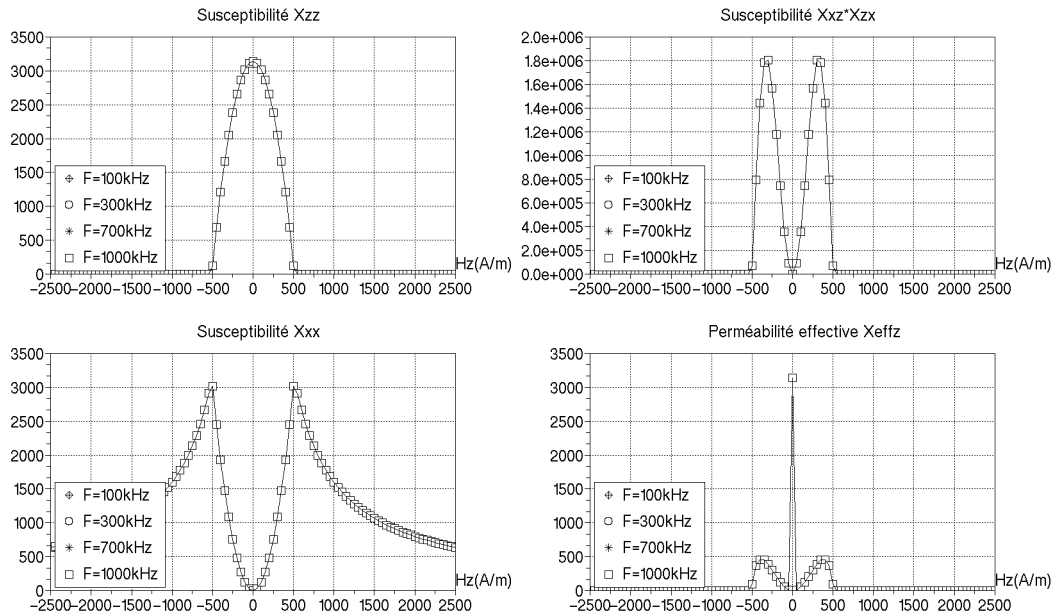 Susceptibilité Xzz
3500
3000
2500
2000
1500
1000
500
0
F=100kHz
F=300kHz
F=700kHz
F=1000kHz
Hz(A/m)
−2500 −2000 −1500 −1000 −500 0 500 1000 1500 2000 2500
Susceptibilité Xxz*Xzx
2.0e+006
1.8e+006
1.6e+006
1.4e+006
1.2e+006
1.0e+006
8.0e+005
6.0e+005
4.0e+005
2.0e+005
0.0e+000
F=100kHz
F=300kHz
F=700kHz
F=1000kHz
Hz(A/m)
−2500 −2000 −1500 −1000 −500 0 500 1000 1500 2000 2500
Susceptibilité Xxx
3500
3000
2500
2000
1500
1000
500
0
F=100kHz
F=300kHz
F=700kHz
F=1000kHz
Hz(A/m)
−2500 −2000 −1500 −1000 −500 0 500 1000 1500 2000 2500
Perméabilité effective Xeffz
3500
3000
2500
2000
1500
1000
500
0
F=100kHz
F=300kHz
F=700kHz
F=1000kHz
Hz(A/m)
−2500 −2000 −1500 −1000 −500 0 500 1000 1500 2000 2500